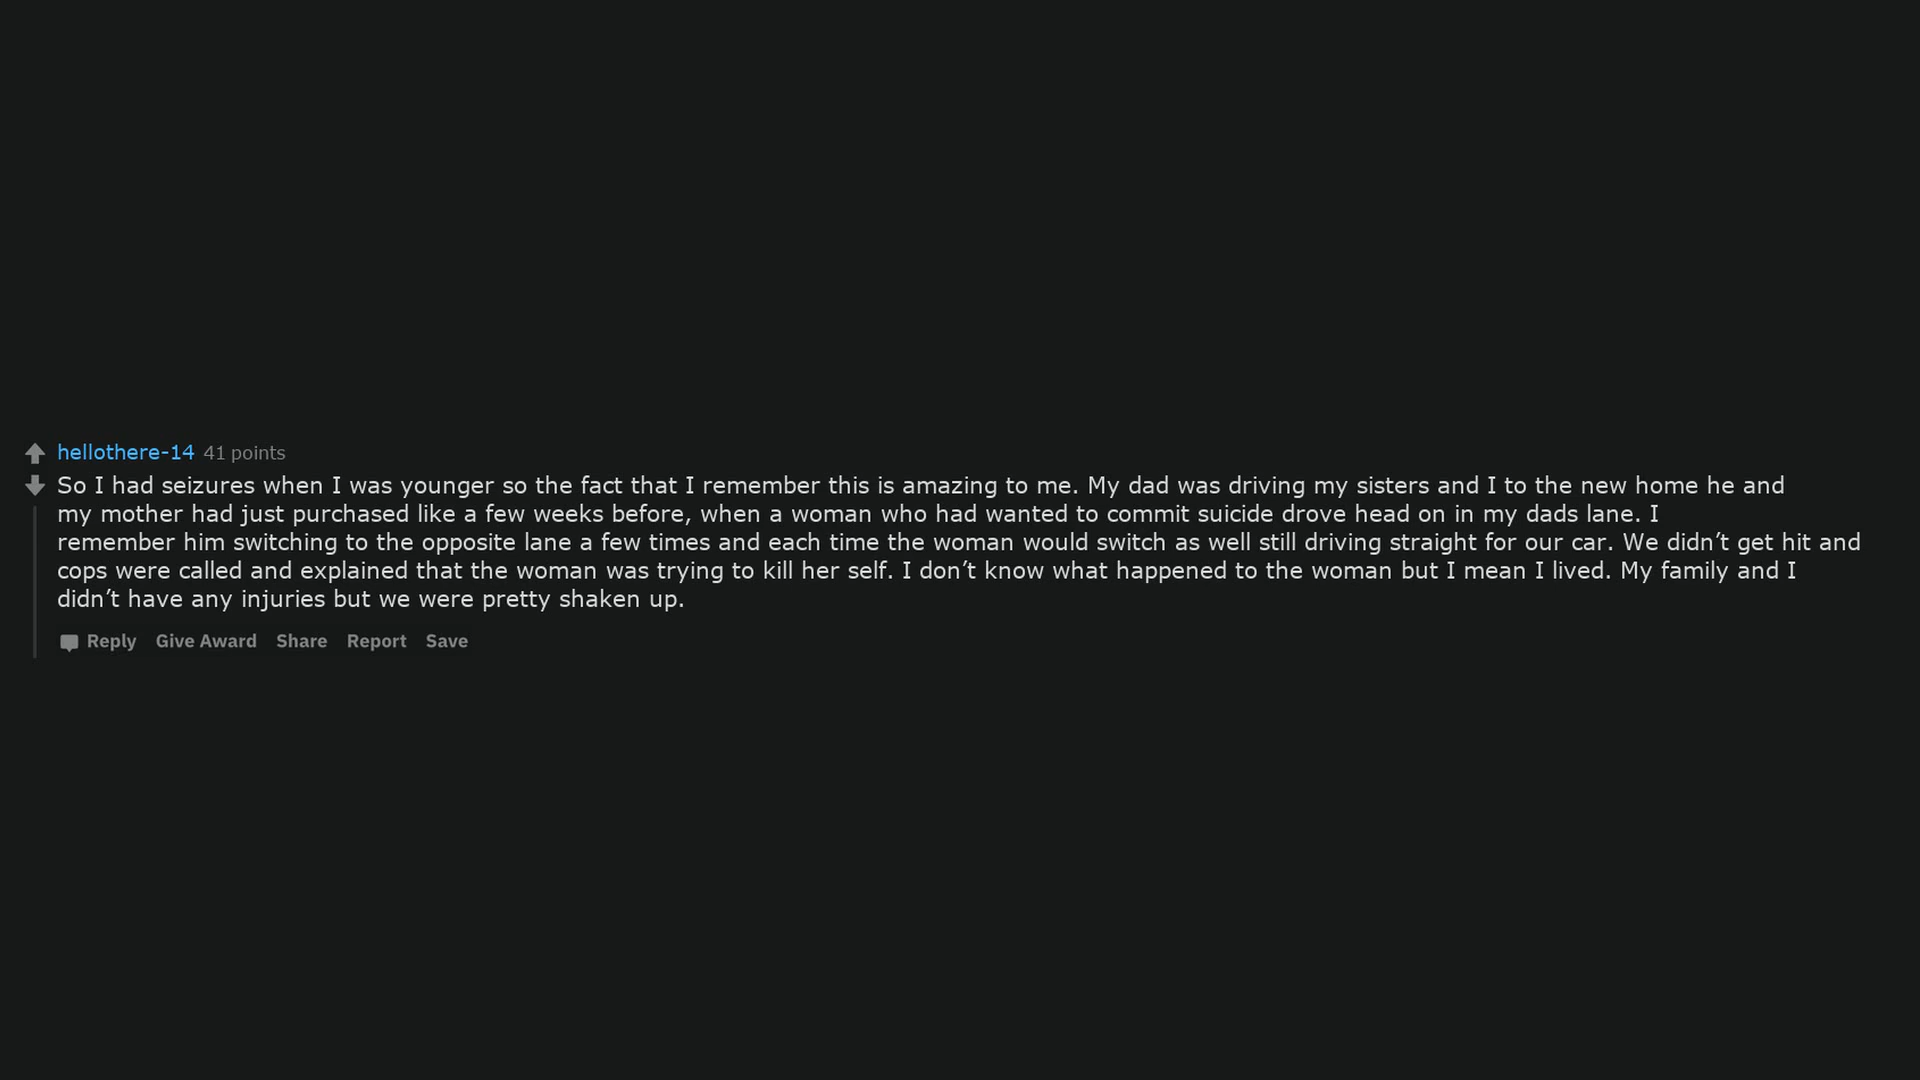 hellothere-14 41 points
So I had seizures when I was younger so the fact that I remember this is amazing to me. My dad was driving my sisters and I to the new home he and
my mother had just purchased like a few weeks before, when a woman who had wanted to commit suicide drove head on in my dads lane. I
remember him switching to the opposite lane a few times and each time the woman would switch as well still driving straight for our car. We didn’t get hit and
cops were called and explained that the woman was trying to kill her self. I don’t know what happened to the woman but I mean I lived. My family and I
didn’t have any injuries but we were pretty shaken up.
Reply Give Award Share Report Save